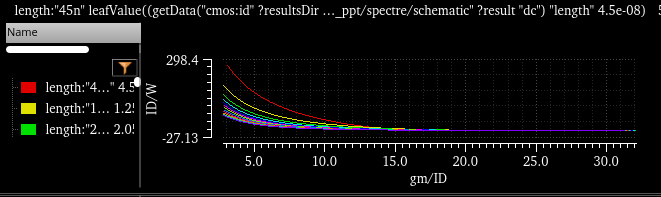 length:"45n" leafValue((getData("cmos:id" ?resultsDir ..._ppt/spectre/schematic" ?result "dc") "length" 4.5e-08)
Name
length:"4..." 4.5
length:"1... 1.25
length:"2... 2.05
298.4
ID/W
-27.13
5.0 10.0 15.0 20.0 25.0 30.0
gm/ID